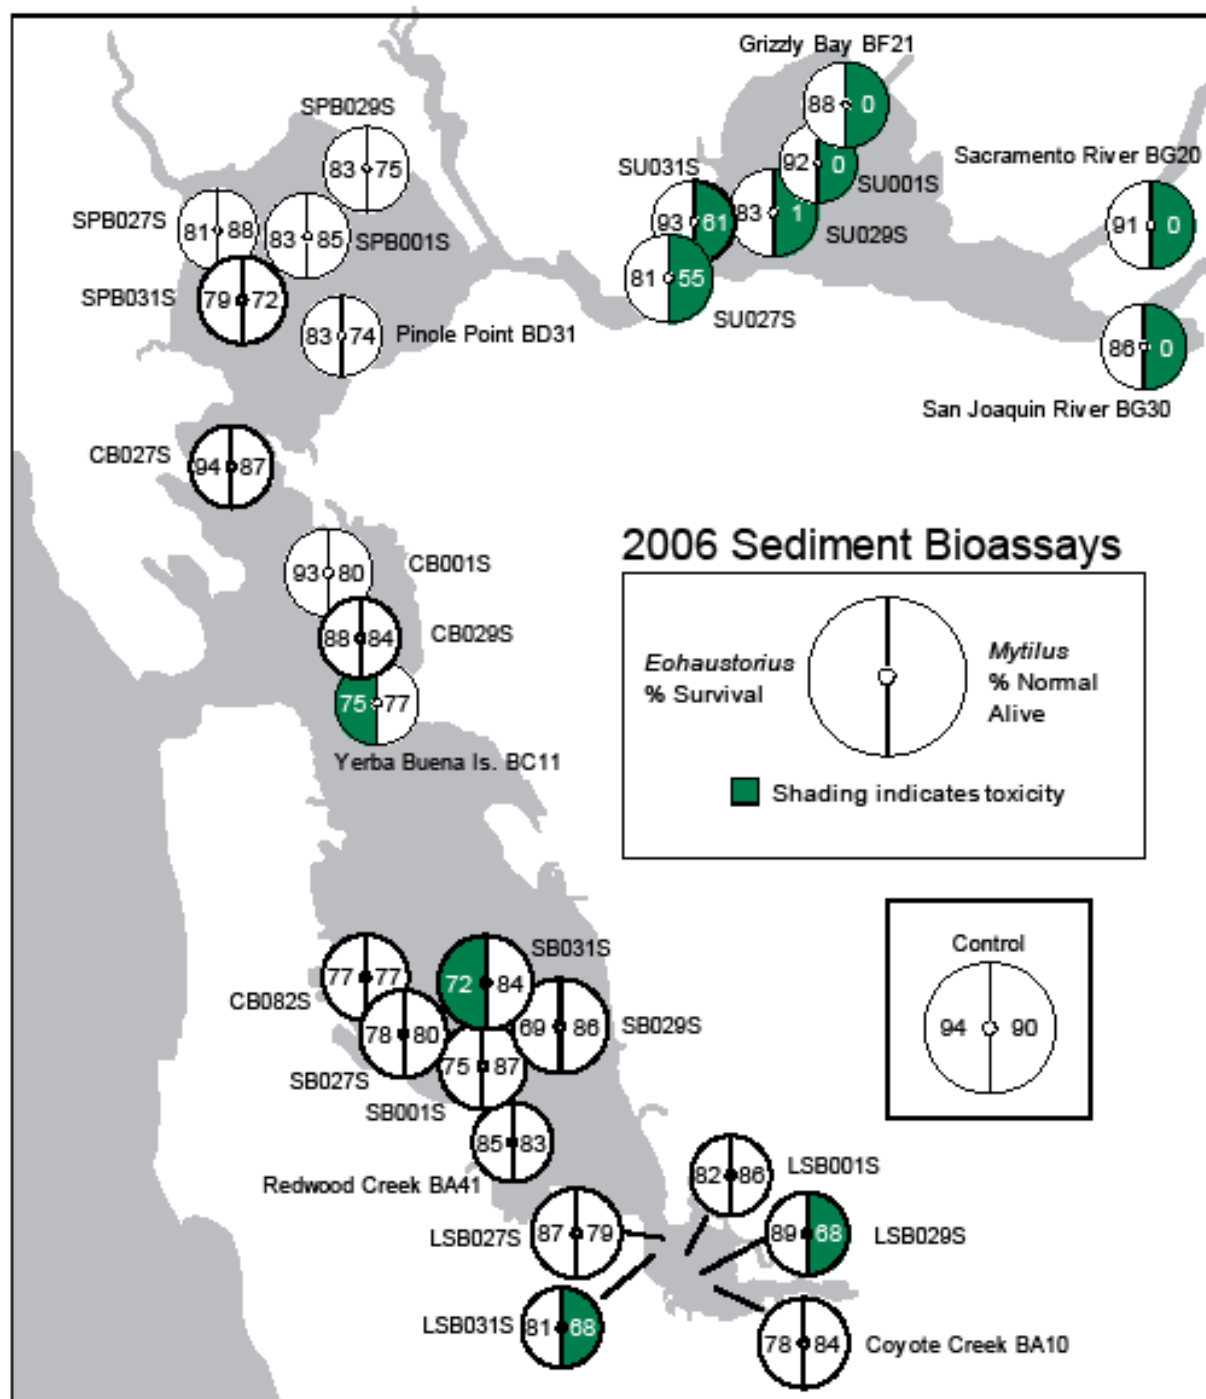 Grizzly Bay BF21
88 0
SPB029S
83 75
SU031S
92 0
SU001S
Sacramento River BG20
91 0
SPB027S
81 88
83 85
SPB001S
93 61
83 1
SU029S
81 55
SU027S
SPB031S
79 72
83 74
Pinole Point BD31
86 0
San Joaquin River BG30
CB027S
94 87
93 80
CB001S
88 84
CB029S
75 77
Yerba Buena Is. BC11
2006 Sediment Bioassays
Eohaustorius
% Survival
Mytilus
% Normal
Alive
Shading indicates toxicity
Control
94 90
77 77
CB082S
72 84
SB031S
78 80
SB027S
69 86
SB029S
75 87
SB001S
85 83
Redwood Creek BA41
82 86
LSB001S
LSB027S
87 79
89 68
LSB029S
LSB031S
81 68
78 84
Coyote Creek BA10